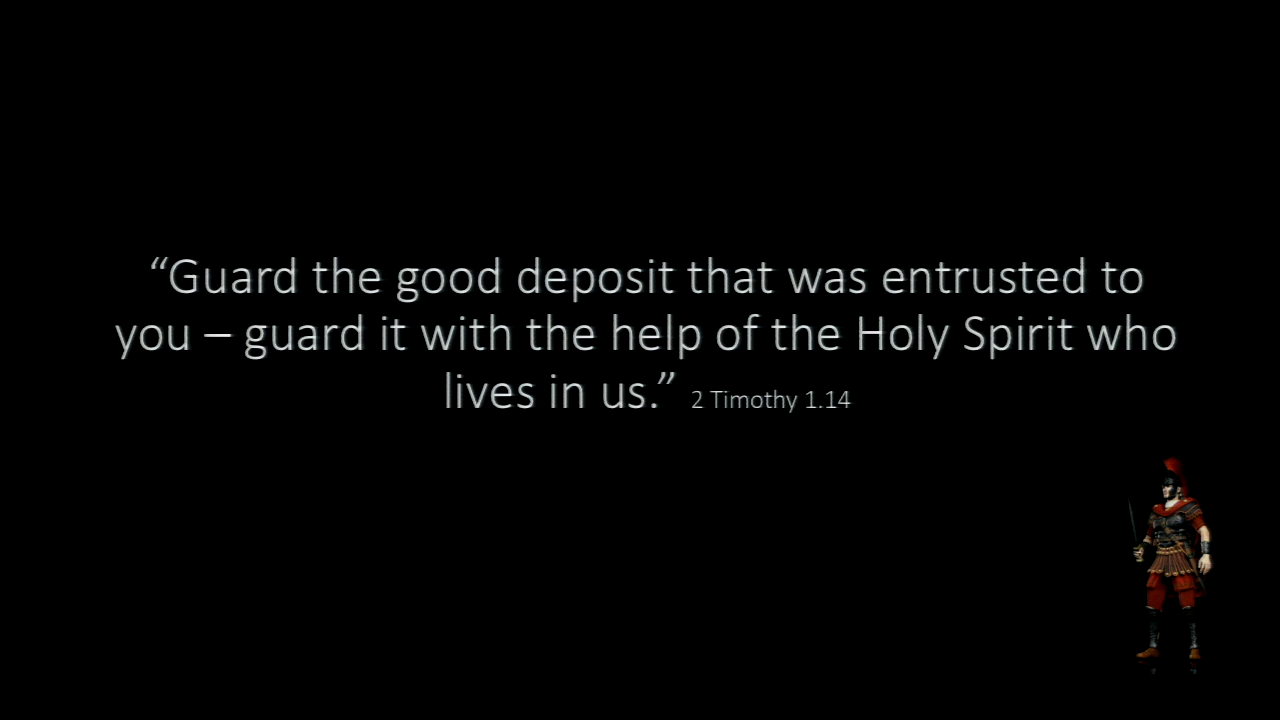 “Guard the good deposit that was entrusted to
you – guard it with the help of the Holy Spirit who
lives in us.” 2 Timothy 1.14